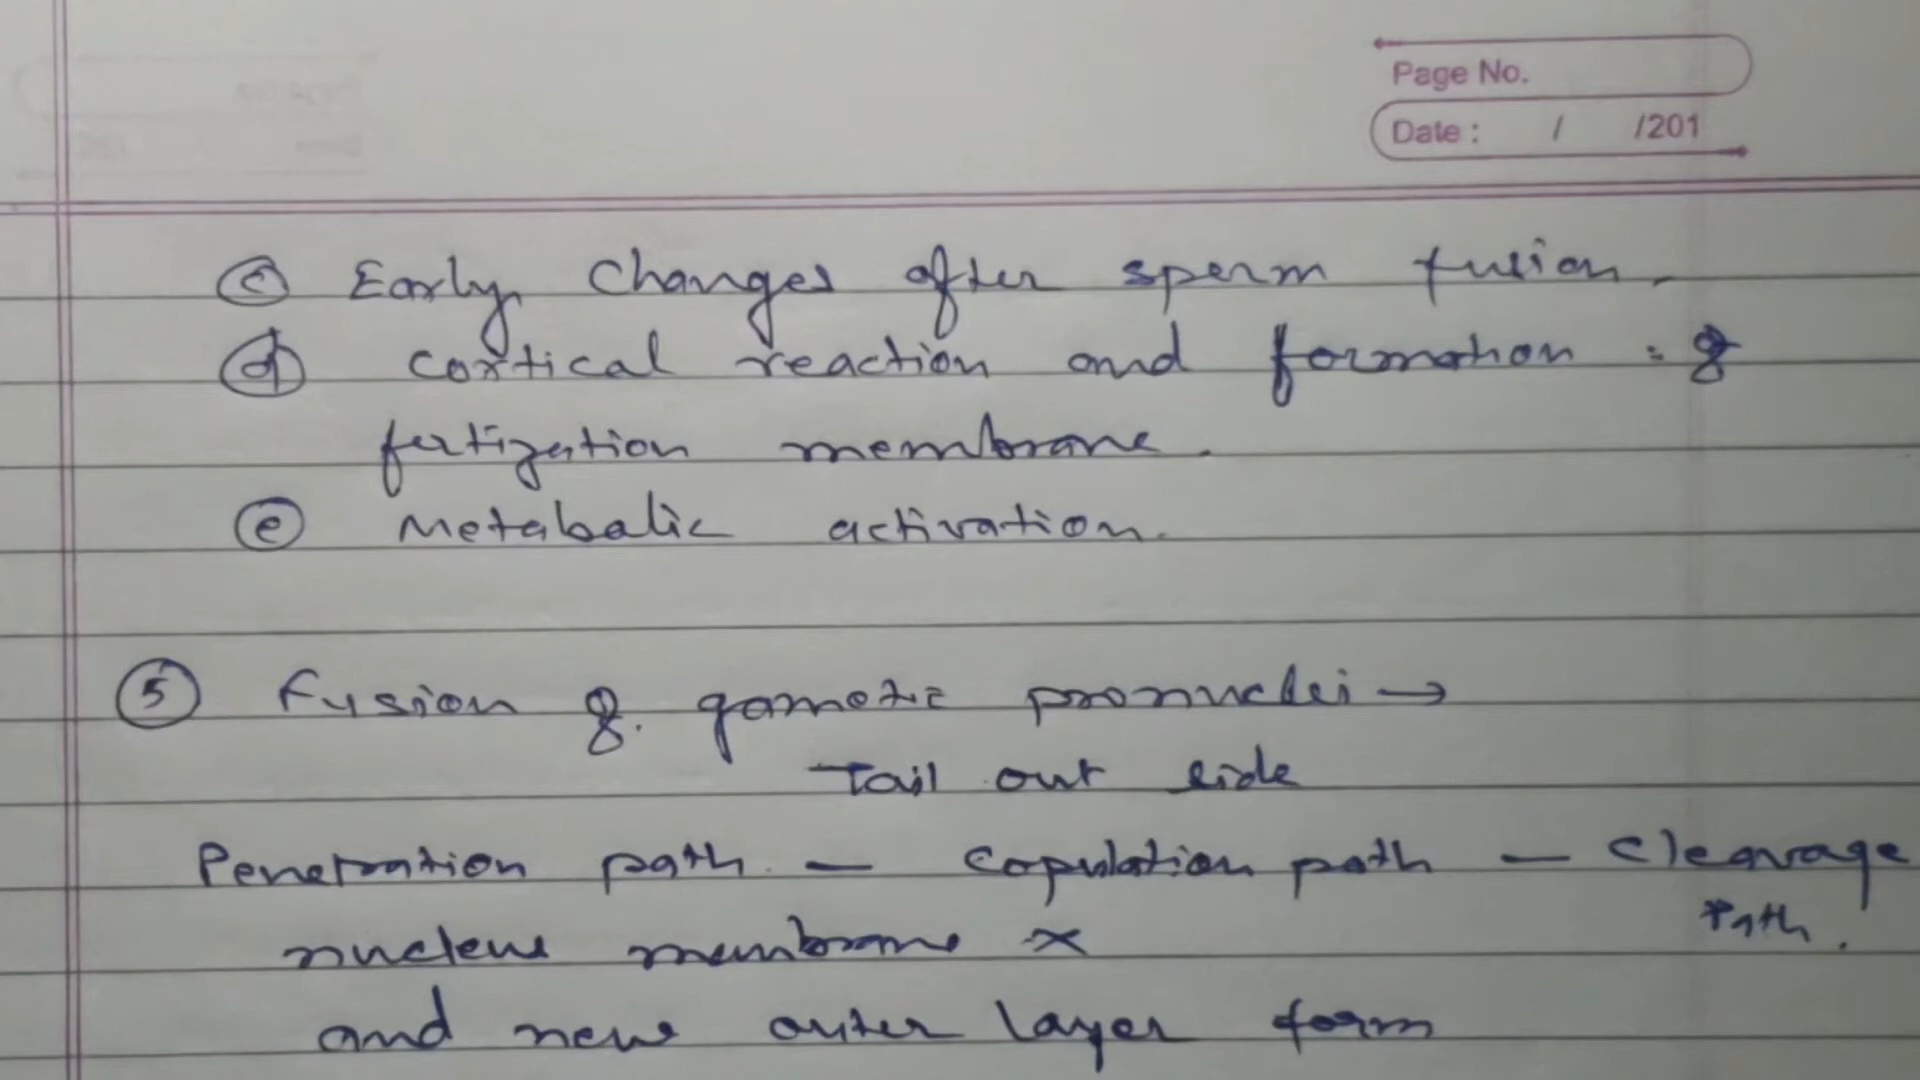 Page No.
Date : / /201
(c) Early changes after sperm fusion.
(d) cortical reaction and formation of
fertization membrane.
(e) Metabalic activation.
(5) Fusion of gametic pronuclei →
Tail out side
Penetration path - copulation path - cleavage
path.
nucleus membrane x
and new outer layer form